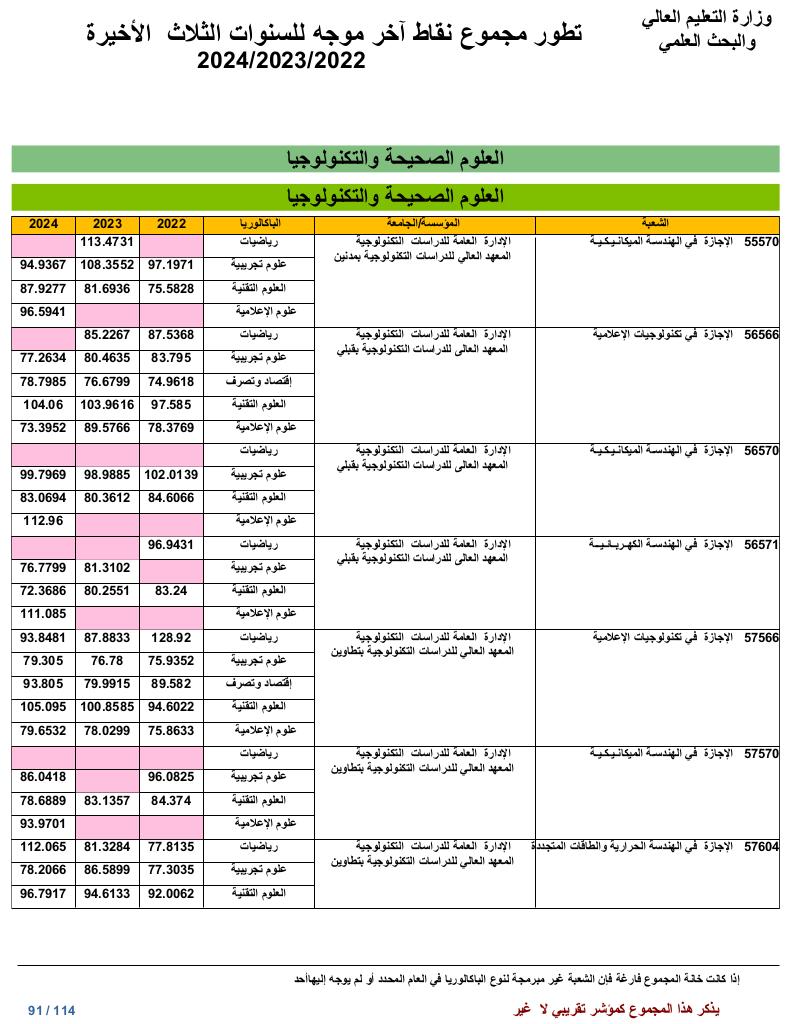 وزارة التعليم العالي
والبحث العلمي
تطور مجموع نقاط آخر موجه للسنوات الثلاث الأخيرة
2024/2023/2022
العلوم الصحيحة والتكنولوجيا
العلوم الصحيحة والتكنولوجيا
الشعبة المؤسسة/الجامعة الباكالوريا 2022 2023 2024
55570 الإجازة في الهندسة الميكانيكية الإدارة العامة للدراسات التكنولوجية رياضيات 113.4731
المعهد العالي للدراسات التكنولوجية بمدنين علوم تجريبية 97.1971 108.3552 94.9367
العلوم التقنية 75.5828 81.6936 87.9277
علوم الإعلامية 96.5941
56566 الإجازة في تكنولوجيات الإعلامية الإدارة العامة للدراسات التكنولوجية رياضيات 87.5368 85.2267
المعهد العالي للدراسات التكنولوجية بقبلي علوم تجريبية 83.795 80.4635 77.2634
إقتصاد وتصرف 74.9618 76.6799 78.7985
العلوم التقنية 97.585 103.9616 104.06
علوم الإعلامية 78.3769 89.5766 73.3952
56570 الإجازة في الهندسة الميكانيكية الإدارة العامة للدراسات التكنولوجية رياضيات
المعهد العالي للدراسات التكنولوجية بقبلي علوم تجريبية 102.0139 98.9885 99.7969
العلوم التقنية 84.6066 80.3612 83.0694
علوم الإعلامية 112.96
56571 الإجازة في الهندسة الكهربائية الإدارة العامة للدراسات التكنولوجية رياضيات 96.9431
المعهد العالي للدراسات التكنولوجية بقبلي علوم تجريبية 81.3102 76.7799
العلوم التقنية 83.24 80.2551 72.3686
علوم الإعلامية 111.085
57566 الإجازة في تكنولوجيات الإعلامية الإدارة العامة للدراسات التكنولوجية رياضيات 128.92 87.8833 93.8481
المعهد العالي للدراسات التكنولوجية بتطاوين علوم تجريبية 75.9352 76.78 79.305
إقتصاد وتصرف 89.582 79.9915 93.805
العلوم التقنية 94.6022 100.8585 105.095
علوم الإعلامية 75.8633 78.0299 79.6532
57570 الإجازة في الهندسة الميكانيكية الإدارة العامة للدراسات التكنولوجية رياضيات
المعهد العالي للدراسات التكنولوجية بتطاوين علوم تجريبية 96.0825 86.0418
العلوم التقنية 84.374 83.1357 78.6889
علوم الإعلامية 93.9701
57604 الإجازة في الهندسة الحرارية والطاقات المتجددة الإدارة العامة للدراسات التكنولوجية رياضيات 77.8135 81.3284 112.065
المعهد العالي للدراسات التكنولوجية بتطاوين علوم تجريبية 77.3035 86.5899 78.2066
العلوم التقنية 92.0062 94.6133 96.7917
إذا كانت خانة المجموع فارغة فإن الشعبة غير مبرمجة لنوع الباكالوريا في العام المحدد أو لم يوجه إليهاأحد
يذكر هذا المجموع كمؤشر تقريبي لا غير
91 / 114